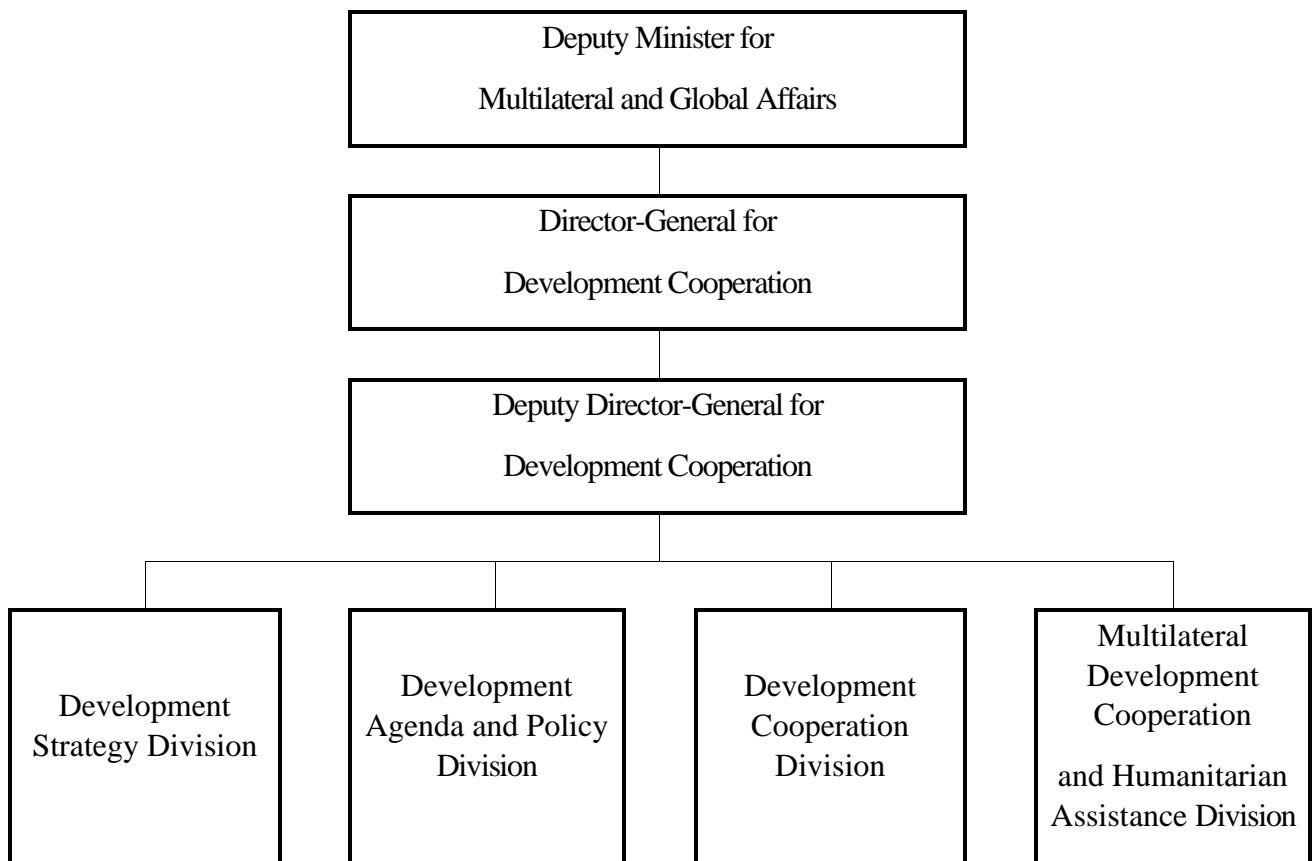 Deputy Minister for
Multilateral and Global Affairs
Director-General for
Development Cooperation
Deputy Director-General for
Development Cooperation
Development
Strategy Division
Development
Agenda and Policy
Division
Development
Cooperation
Division
Multilateral
Development
Cooperation
and Humanitarian
Assistance Division